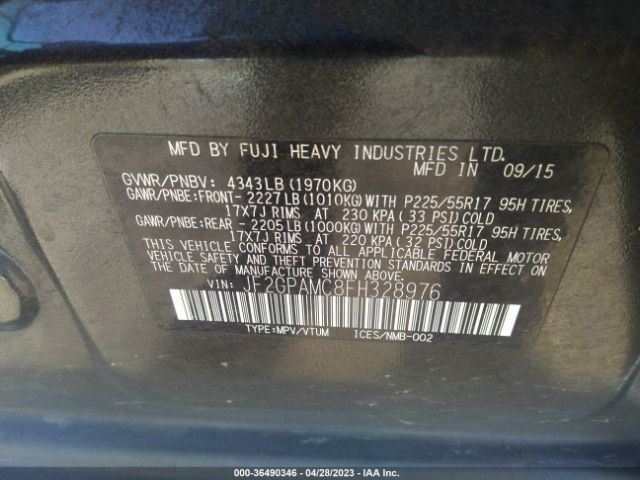 MFD BY FUJI HEAVY INDUSTRIES LTD.
MFD IN 09/15
GVWR/PNBV: 4343LB(1970KG)
GAWR/PNBE:FRONT- 2227LB(1010KG)WITH P225/55R17 95H TIRES,
17X7J RIMS AT 230 KPA(33 PSI)COLD
GAWR/PNBE:REAR - 2205LB(1000KG)WITH P225/55R17 95H TIRES,
17X7J RIMS AT 220 KPA(32 PSI)COLD
THIS VEHICLE CONFORMS TO ALL APPLICABLE FEDERAL MOTOR
VEHICLE SAFETY AND THEFT PREVENTION STANDARDS IN EFFECT
ON THE DATE OF MANUFACTURE SHOWN ABOVE.
VIN: JF2GPAMC8FH328976
TYPE:MPV/VTUM ICES/NMB-002
000-36490346 - 04/28/2023 - IAA Inc.